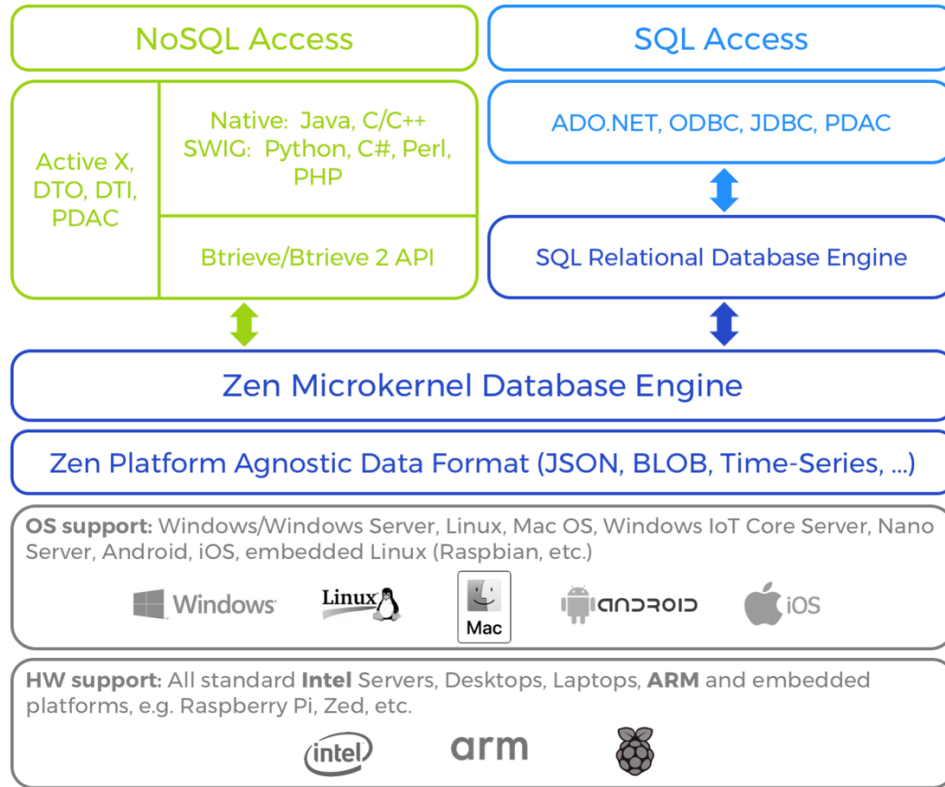 NoSQL Access
SQL Access
Active X,
DTO, DTI,
PDAC
Native: Java, C/C++
SWIG: Python, C#, Perl,
PHP
Btrieve/Btrieve 2 API
ADO.NET, ODBC, JDBC, PDAC
SQL Relational Database Engine
Zen Microkernel Database Engine
Zen Platform Agnostic Data Format (JSON, BLOB, Time-Series, ...)
OS support: Windows/Windows Server, Linux, Mac OS, Windows IoT Core Server, Nano
Server, Android, iOS, embedded Linux (Raspbian, etc.)
Windows
Linux
Mac
android
iOS
HW support: All standard Intel Servers, Desktops, Laptops, ARM and embedded
platforms, e.g. Raspberry Pi, Zed, etc.
intel
arm